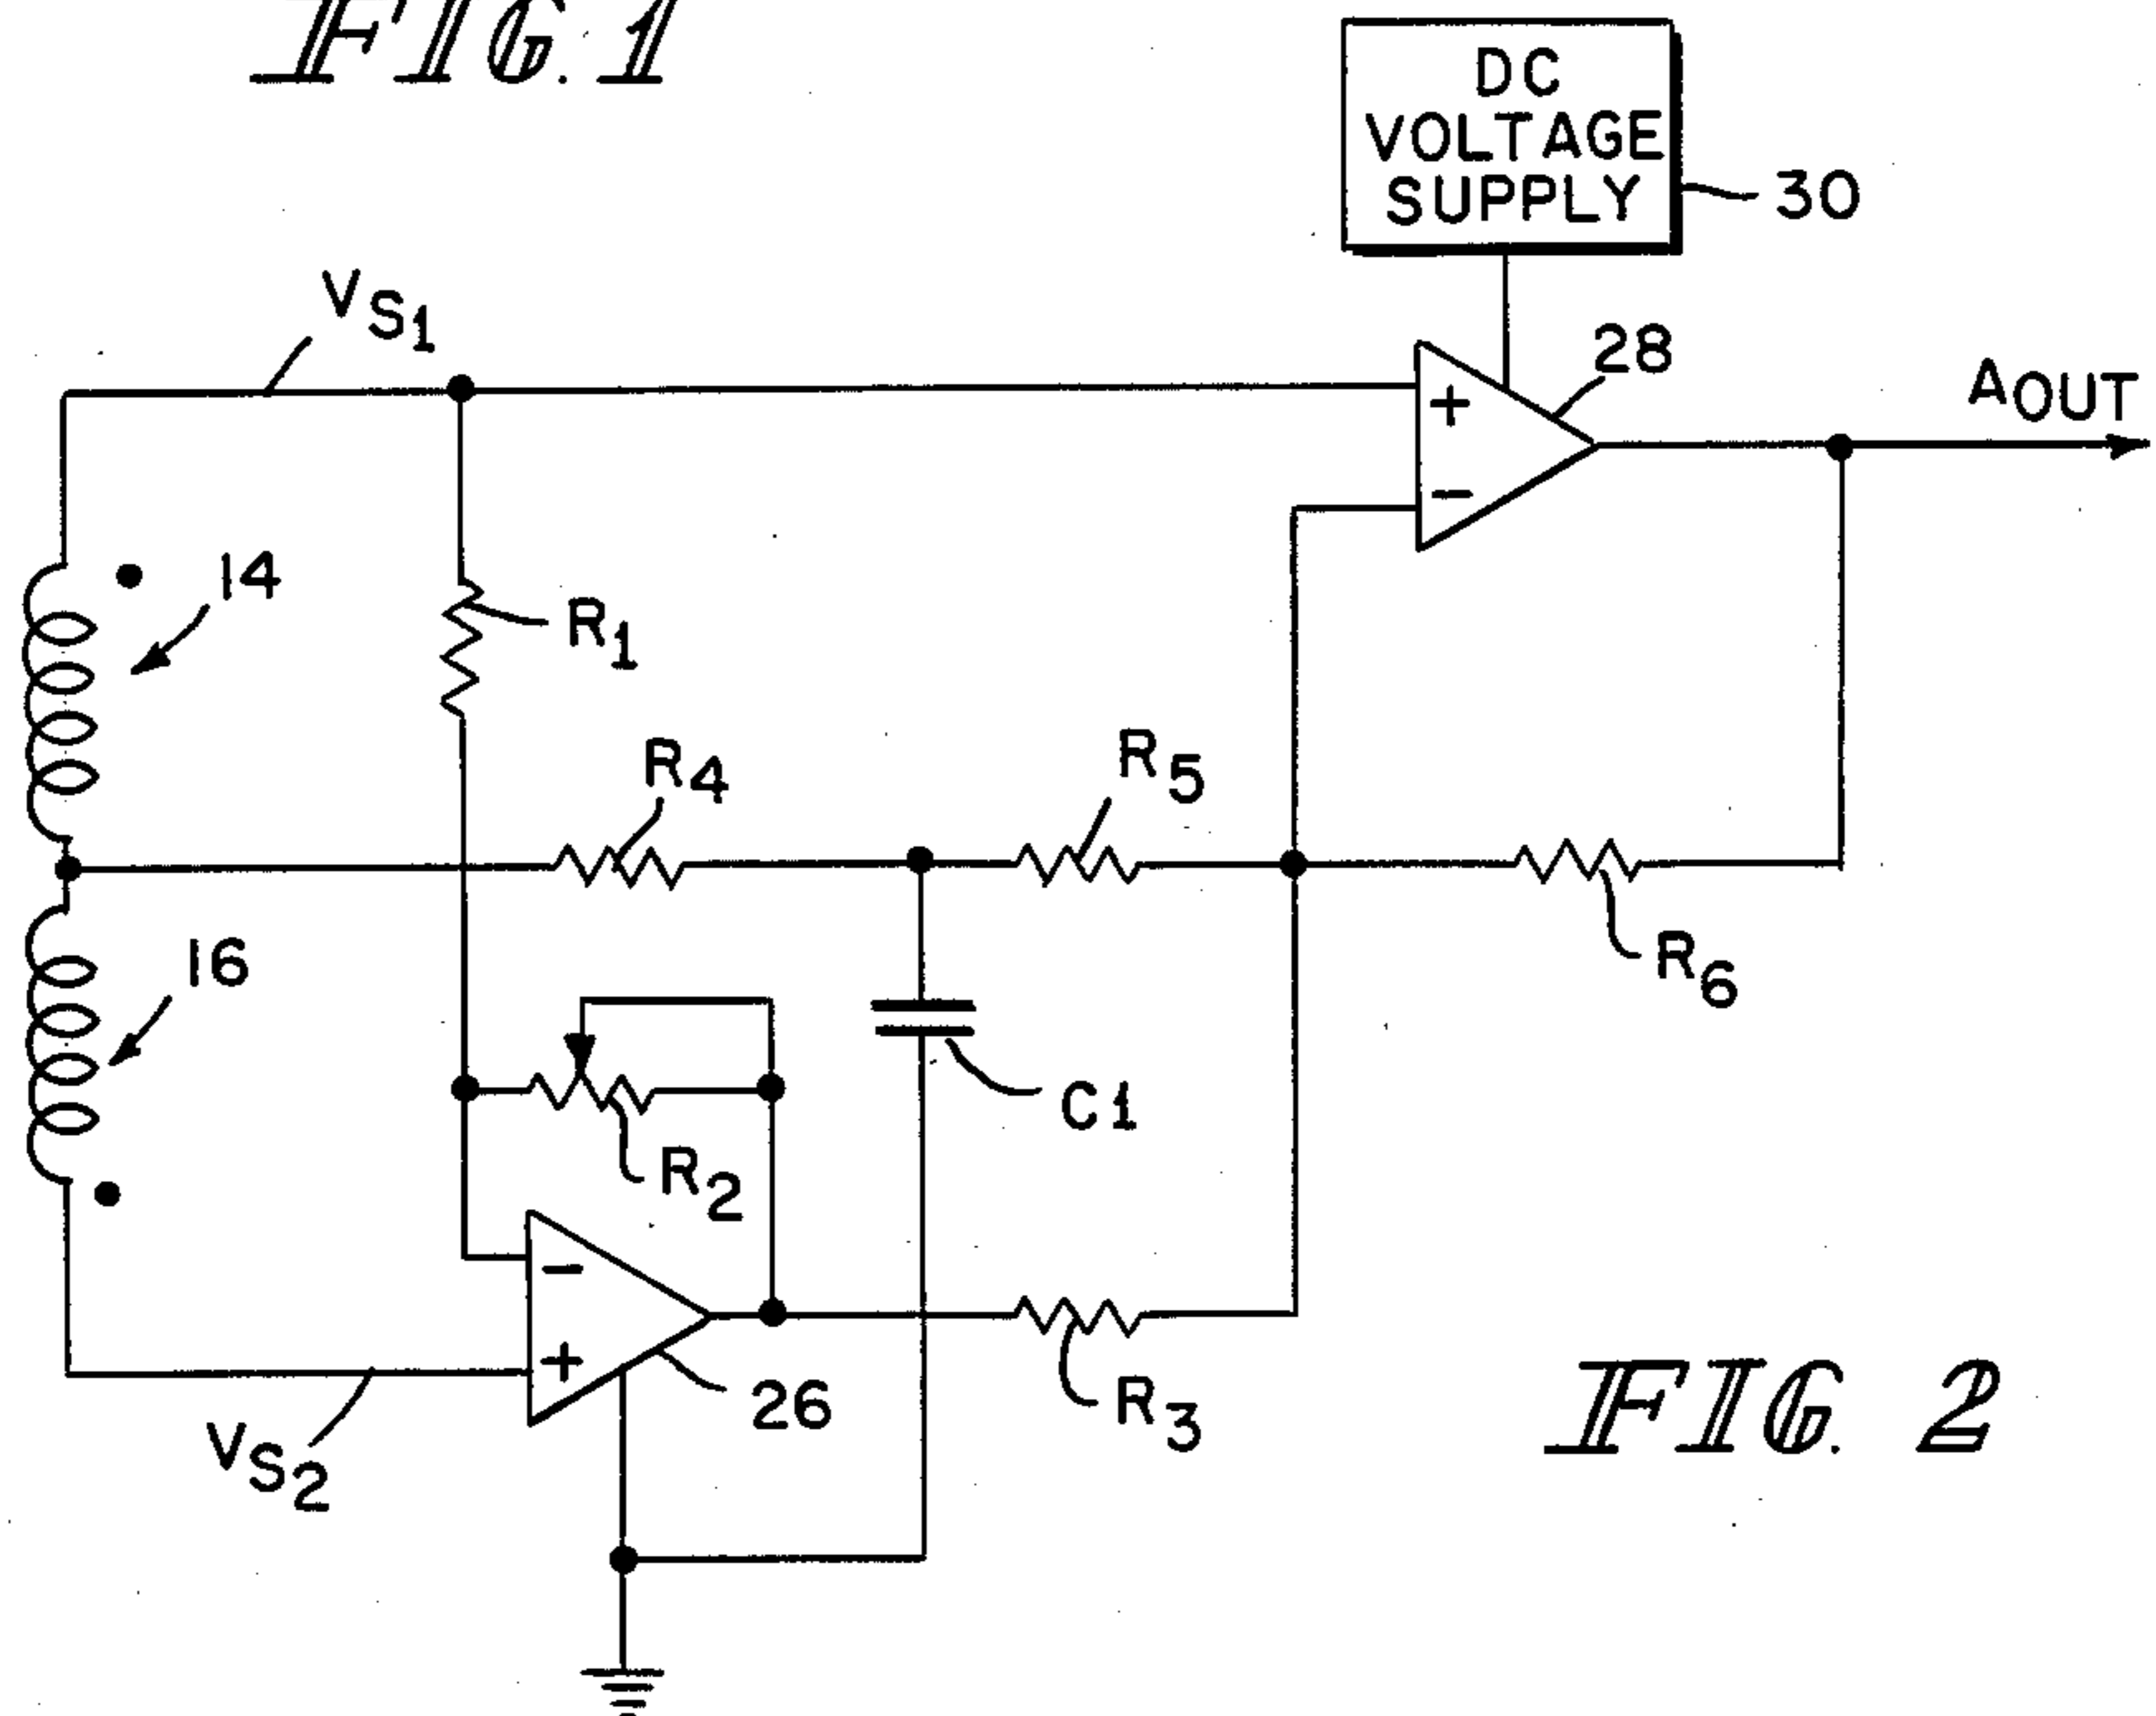 FIG. 1
DC
VOLTAGE
SUPPLY
30
VS1
28
AOUT
+
−
14
R1
R4
R5
R6
16
C1
R2
−
+
26
R3
VS2
FIG. 2